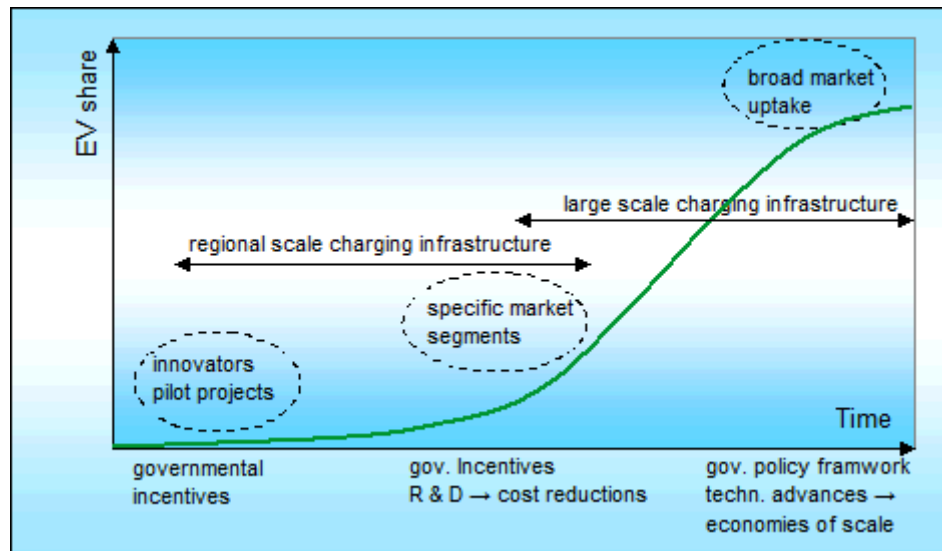 EV share
broad market
uptake
large scale charging infrastructure
regional scale charging infrastructure
specific market
segments
innovators
pilot projects
Time
governmental
incentives
gov. Incentives
R & D → cost reductions
gov. policy framwork
techn. advances →
economies of scale